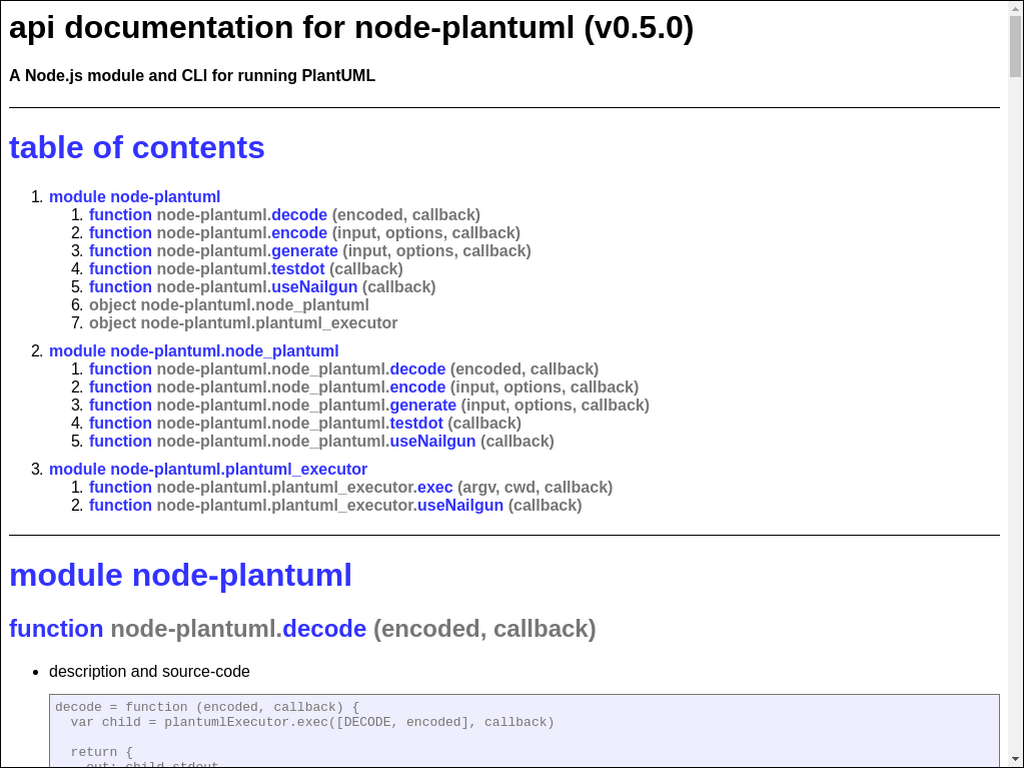 api documentation for node-plantuml (v0.5.0)
A Node.js module and CLI for running PlantUML
table of contents
1. module node-plantuml
1. function node-plantuml.decode (encoded, callback)
2. function node-plantuml.encode (input, options, callback)
3. function node-plantuml.generate (input, options, callback)
4. function node-plantuml.testdot (callback)
5. function node-plantuml.useNailgun (callback)
6. object node-plantuml.node_plantuml
7. object node-plantuml.plantuml_executor
2. module node-plantuml.node_plantuml
1. function node-plantuml.node_plantuml.decode (encoded, callback)
2. function node-plantuml.node_plantuml.encode (input, options, callback)
3. function node-plantuml.node_plantuml.generate (input, options, callback)
4. function node-plantuml.node_plantuml.testdot (callback)
5. function node-plantuml.node_plantuml.useNailgun (callback)
3. module node-plantuml.plantuml_executor
1. function node-plantuml.plantuml_executor.exec (argv, cwd, callback)
2. function node-plantuml.plantuml_executor.useNailgun (callback)
module node-plantuml
function node-plantuml.decode (encoded, callback)
• description and source-code
decode = function (encoded, callback) {
var child = plantumlExecutor.exec([DECODE, encoded], callback)
return {
out: child.stdout